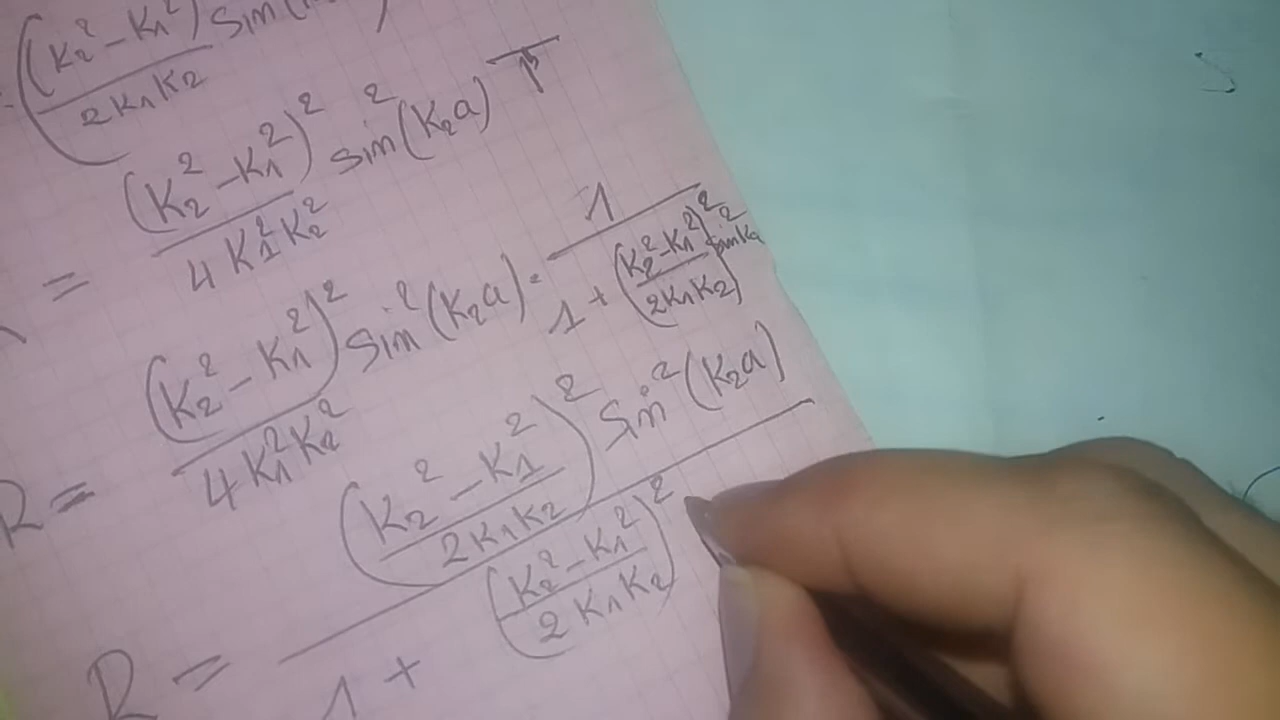 (K₂² - K₁²) Sin(
2K₁K₂
= (K₂² - K₁²)² / 4K₁²K₂² sin²(K₂a) T
R = (K₂² - K₁²)² / 4K₁²K₂² Sin²(K₂a) · 1 / 1 + ((K₂² - K₁²) / 2K₁K₂)²
R = ((K₂² - K₁²) / 2K₁K₂)² Sin²(K₂a) / 1 + ((K₂² - K₁²) / 2K₁K₂)²